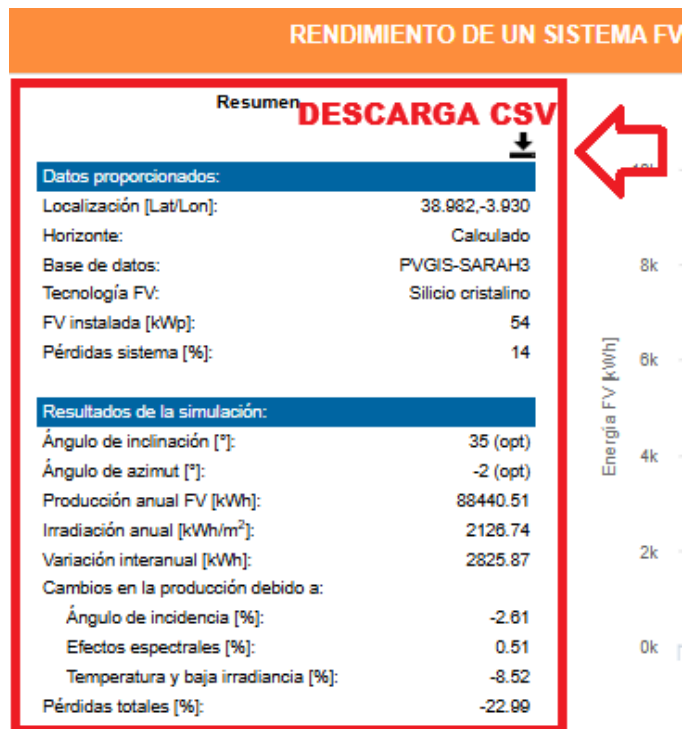 RENDIMIENTO DE UN SISTEMA FV
Resumen
DESCARGA CSV
Datos proporcionados:
Localización [Lat/Lon]: 38.982,-3.930
Horizonte: Calculado
Base de datos: PVGIS-SARAH3
Tecnología FV: Silicio cristalino
FV instalada [kWp]: 54
Pérdidas sistema [%]: 14
Resultados de la simulación:
Ángulo de inclinación [°]: 35 (opt)
Ángulo de azimut [°]: -2 (opt)
Producción anual FV [kWh]: 88440.51
Irradiación anual [kWh/m²]: 2126.74
Variación interanual [kWh]: 2825.87
Cambios en la producción debido a:
Ángulo de incidencia [%]: -2.61
Efectos espectrales [%]: 0.51
Temperatura y baja irradiancia [%]: -8.52
Pérdidas totales [%]: -22.99
Energía FV [kWh]
8k
6k
4k
2k
0k